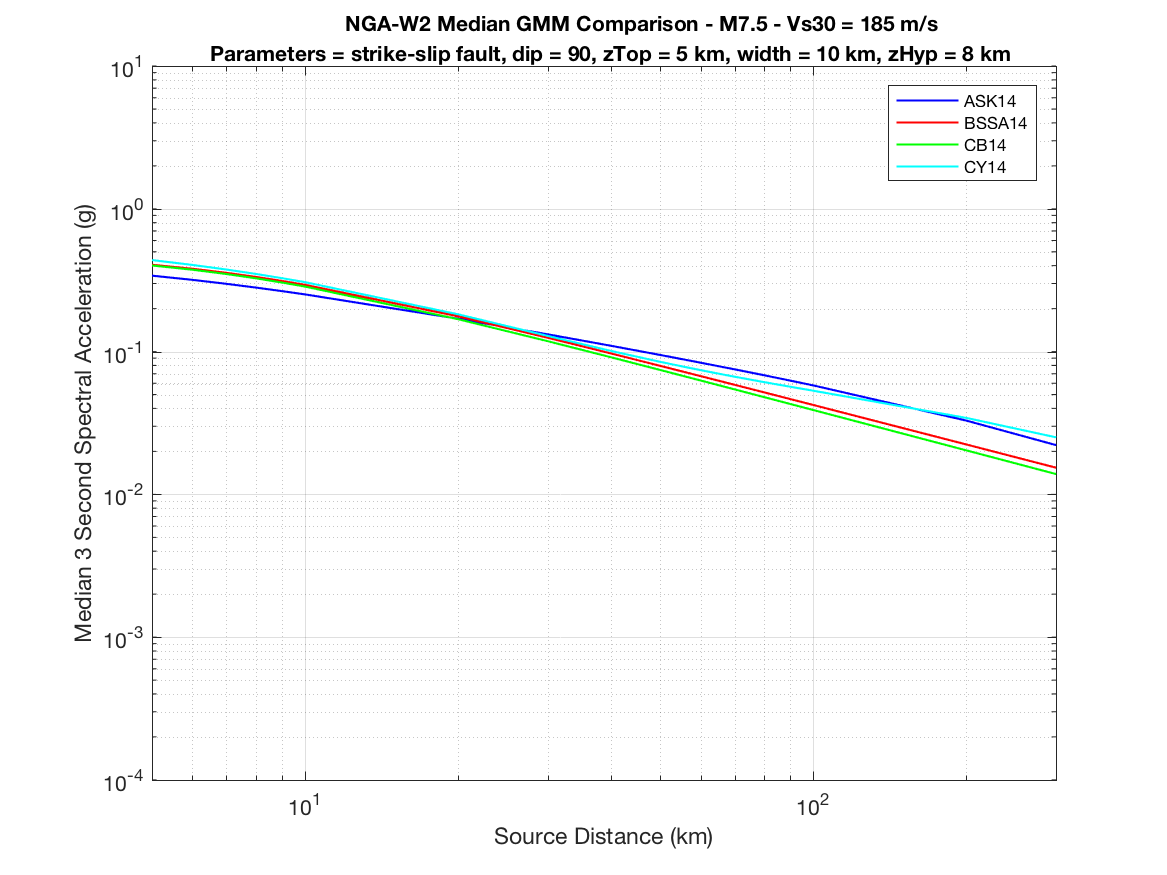 NGA-W2 Median GMM Comparison - M7.5 - Vs30 = 185 m/s
Parameters = strike-slip fault, dip = 90, zTop = 5 km, width = 10 km, zHyp = 8 km
ASK14
BSSA14
CB14
CY14
Median 3 Second Spectral Acceleration (g)
10^1
10^0
10^-1
10^-2
10^-3
10^-4
10^1
10^2
Source Distance (km)